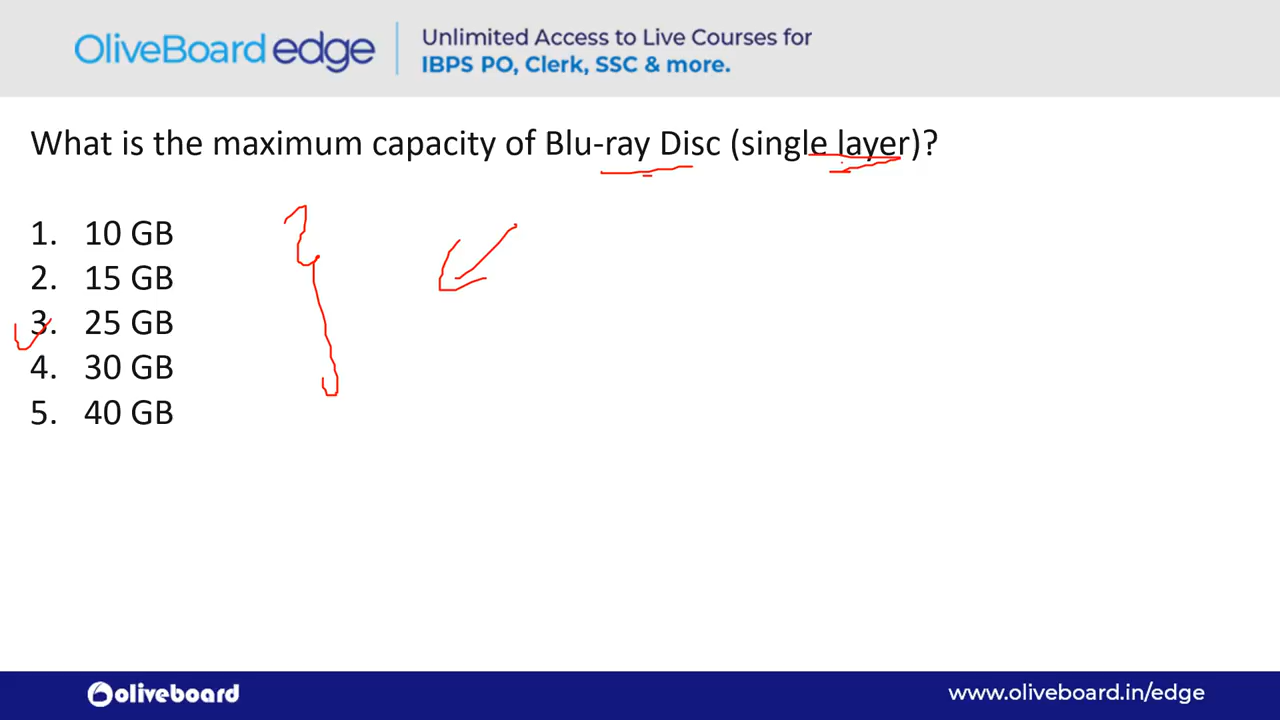 OliveBoard edge
Unlimited Access to Live Courses for
IBPS PO, Clerk, SSC & more.
What is the maximum capacity of Blu-ray Disc (single layer)?
1. 10 GB
2. 15 GB
3. 25 GB
4. 30 GB
5. 40 GB
oliveboard
www.oliveboard.in/edge